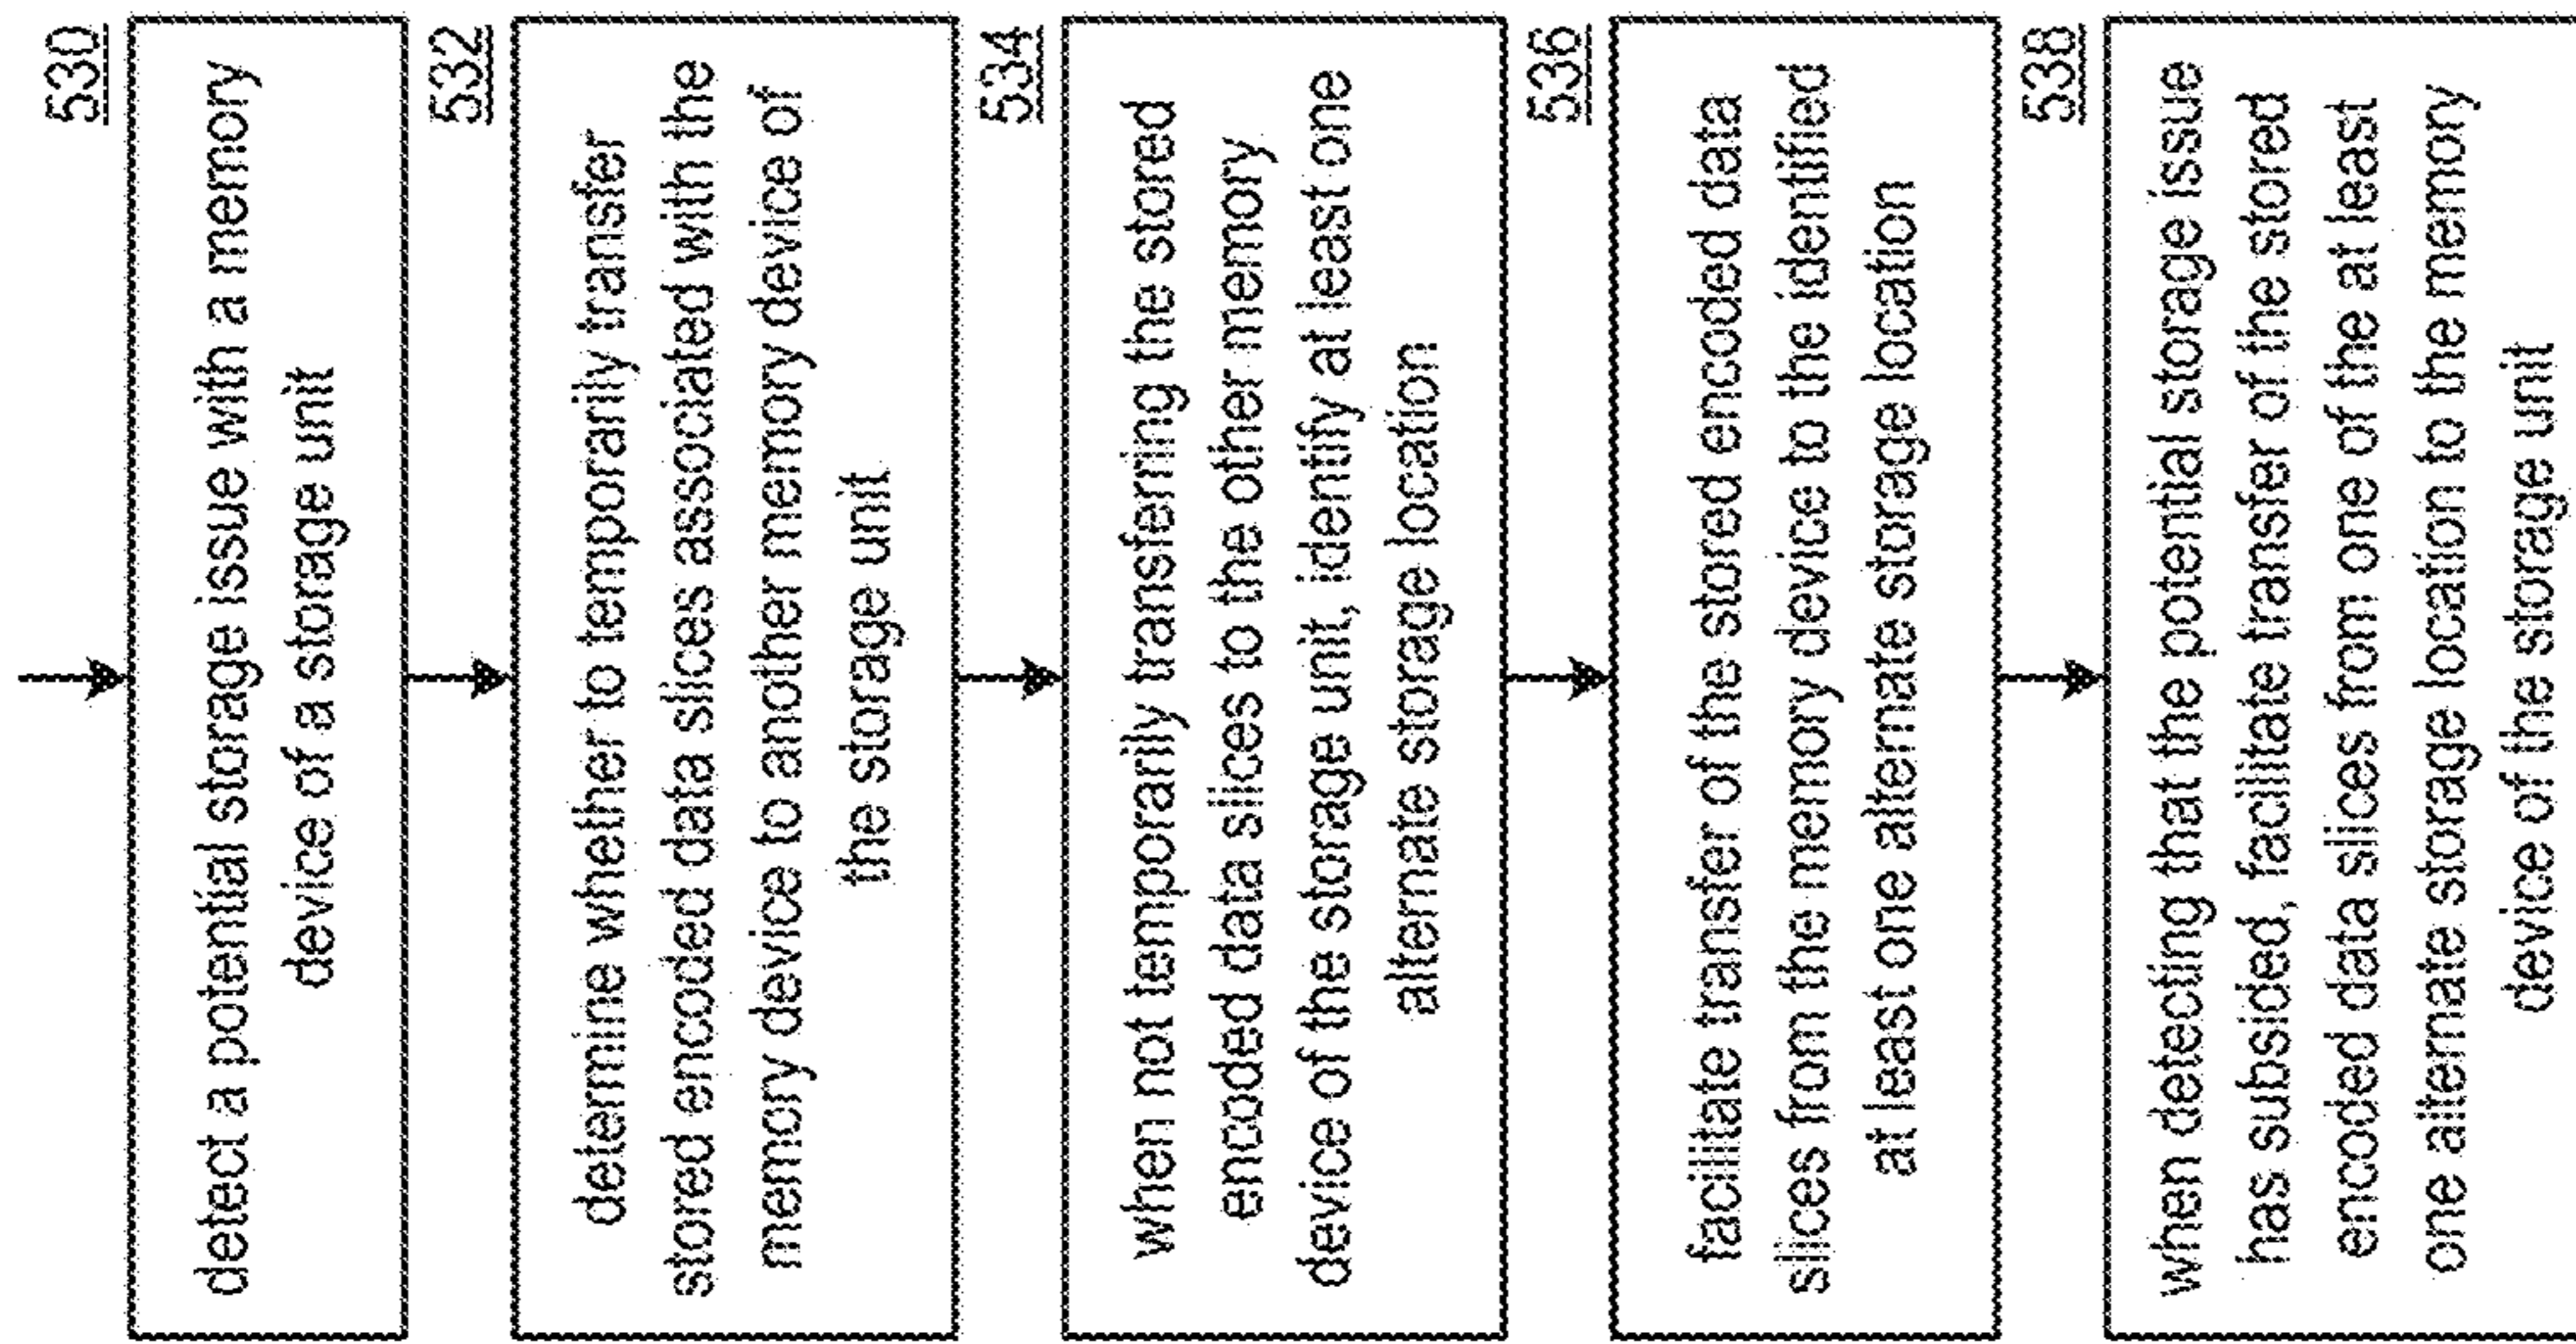 530
detect a potential storage issue with a memory
device of a storage unit
532
determine whether to temporarily transfer
stored encoded data slices associated with the
memory device to another memory device of
the storage unit
534
when not temporarily transferring the stored
encoded data slices to the other memory
device of the storage unit, identify at least one
alternate storage location
536
facilitate transfer of the stored encoded data
slices from the memory device to the identified
at least one alternate storage location
538
when detecting that the potential storage issue
has subsided, facilitate transfer of the stored
encoded data slices from one of the at least
one alternate storage location to the memory
device of the storage unit